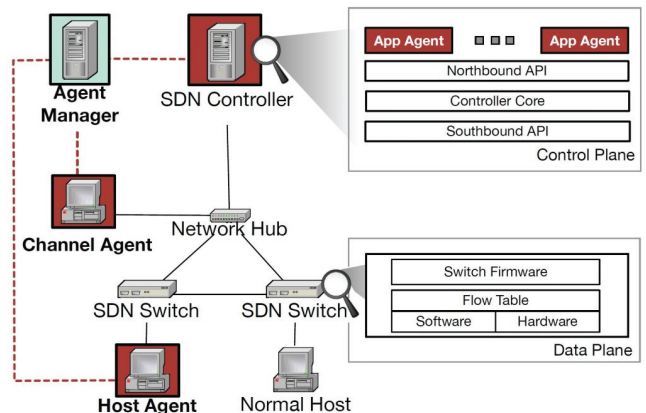 App Agent
App Agent
Northbound API
Controller Core
Southbound API
Control Plane
Agent
Manager
SDN Controller
Channel Agent
Network Hub
SDN Switch
SDN Switch
Switch Firmware
Flow Table
Software
Hardware
Data Plane
Host Agent
Normal Host